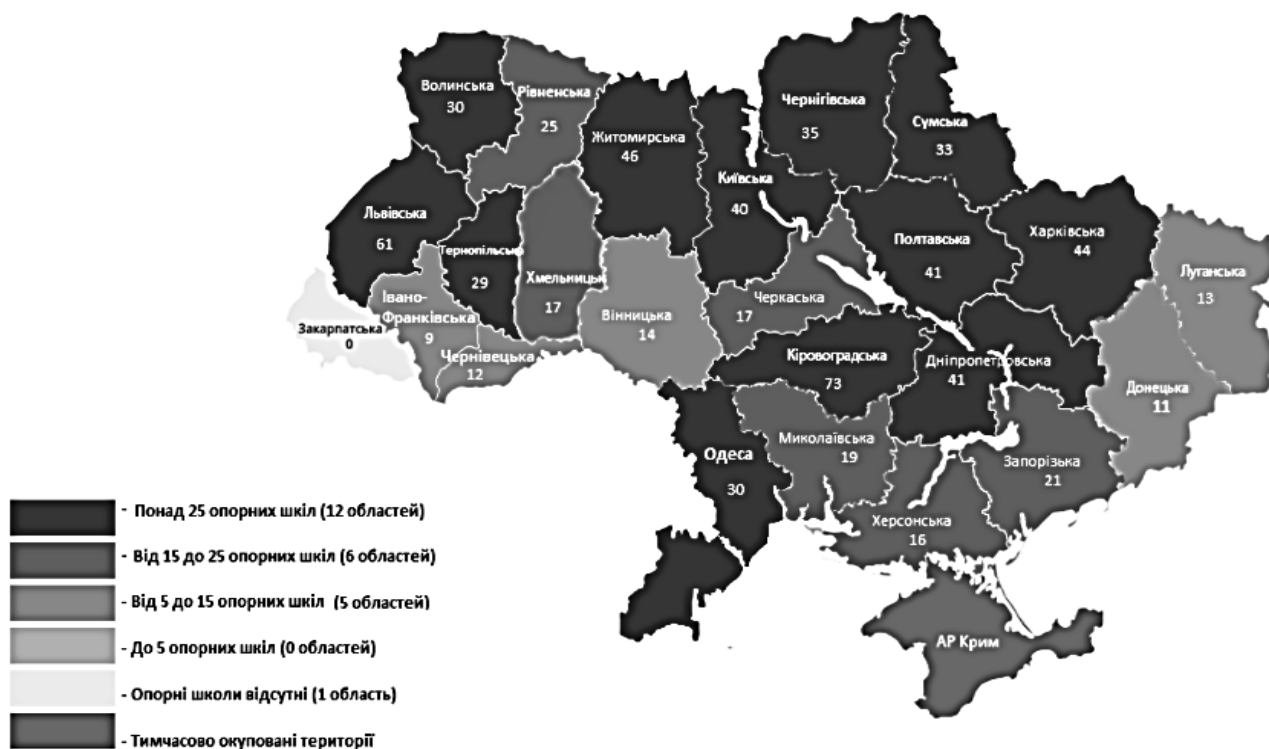 Волинська
30
Рівненська
25
Житомирська
46
Київська
40
Чернігівська
35
Сумська
33
Львівська
61
Тернопільсько
29
Хмельницьк
17
Вінницька
14
Черкаська
17
Полтавська
41
Харківська
44
Луганська
13
Закарпатська
0
Івано-
Франківська
9
Чернівецька
12
Кіровоградська
73
Дніпропетровська
41
Донецька
11
Одеса
30
Миколаївська
19
Запорізька
21
Херсонська
16
АР Крим
- Понад 25 опорних шкіл (12 областей)
- Від 15 до 25 опорних шкіл (6 областей)
- Від 5 до 15 опорних шкіл (5 областей)
- До 5 опорних шкіл (0 областей)
- Опорні школи відсутні (1 область)
- Тимчасово окуповані території